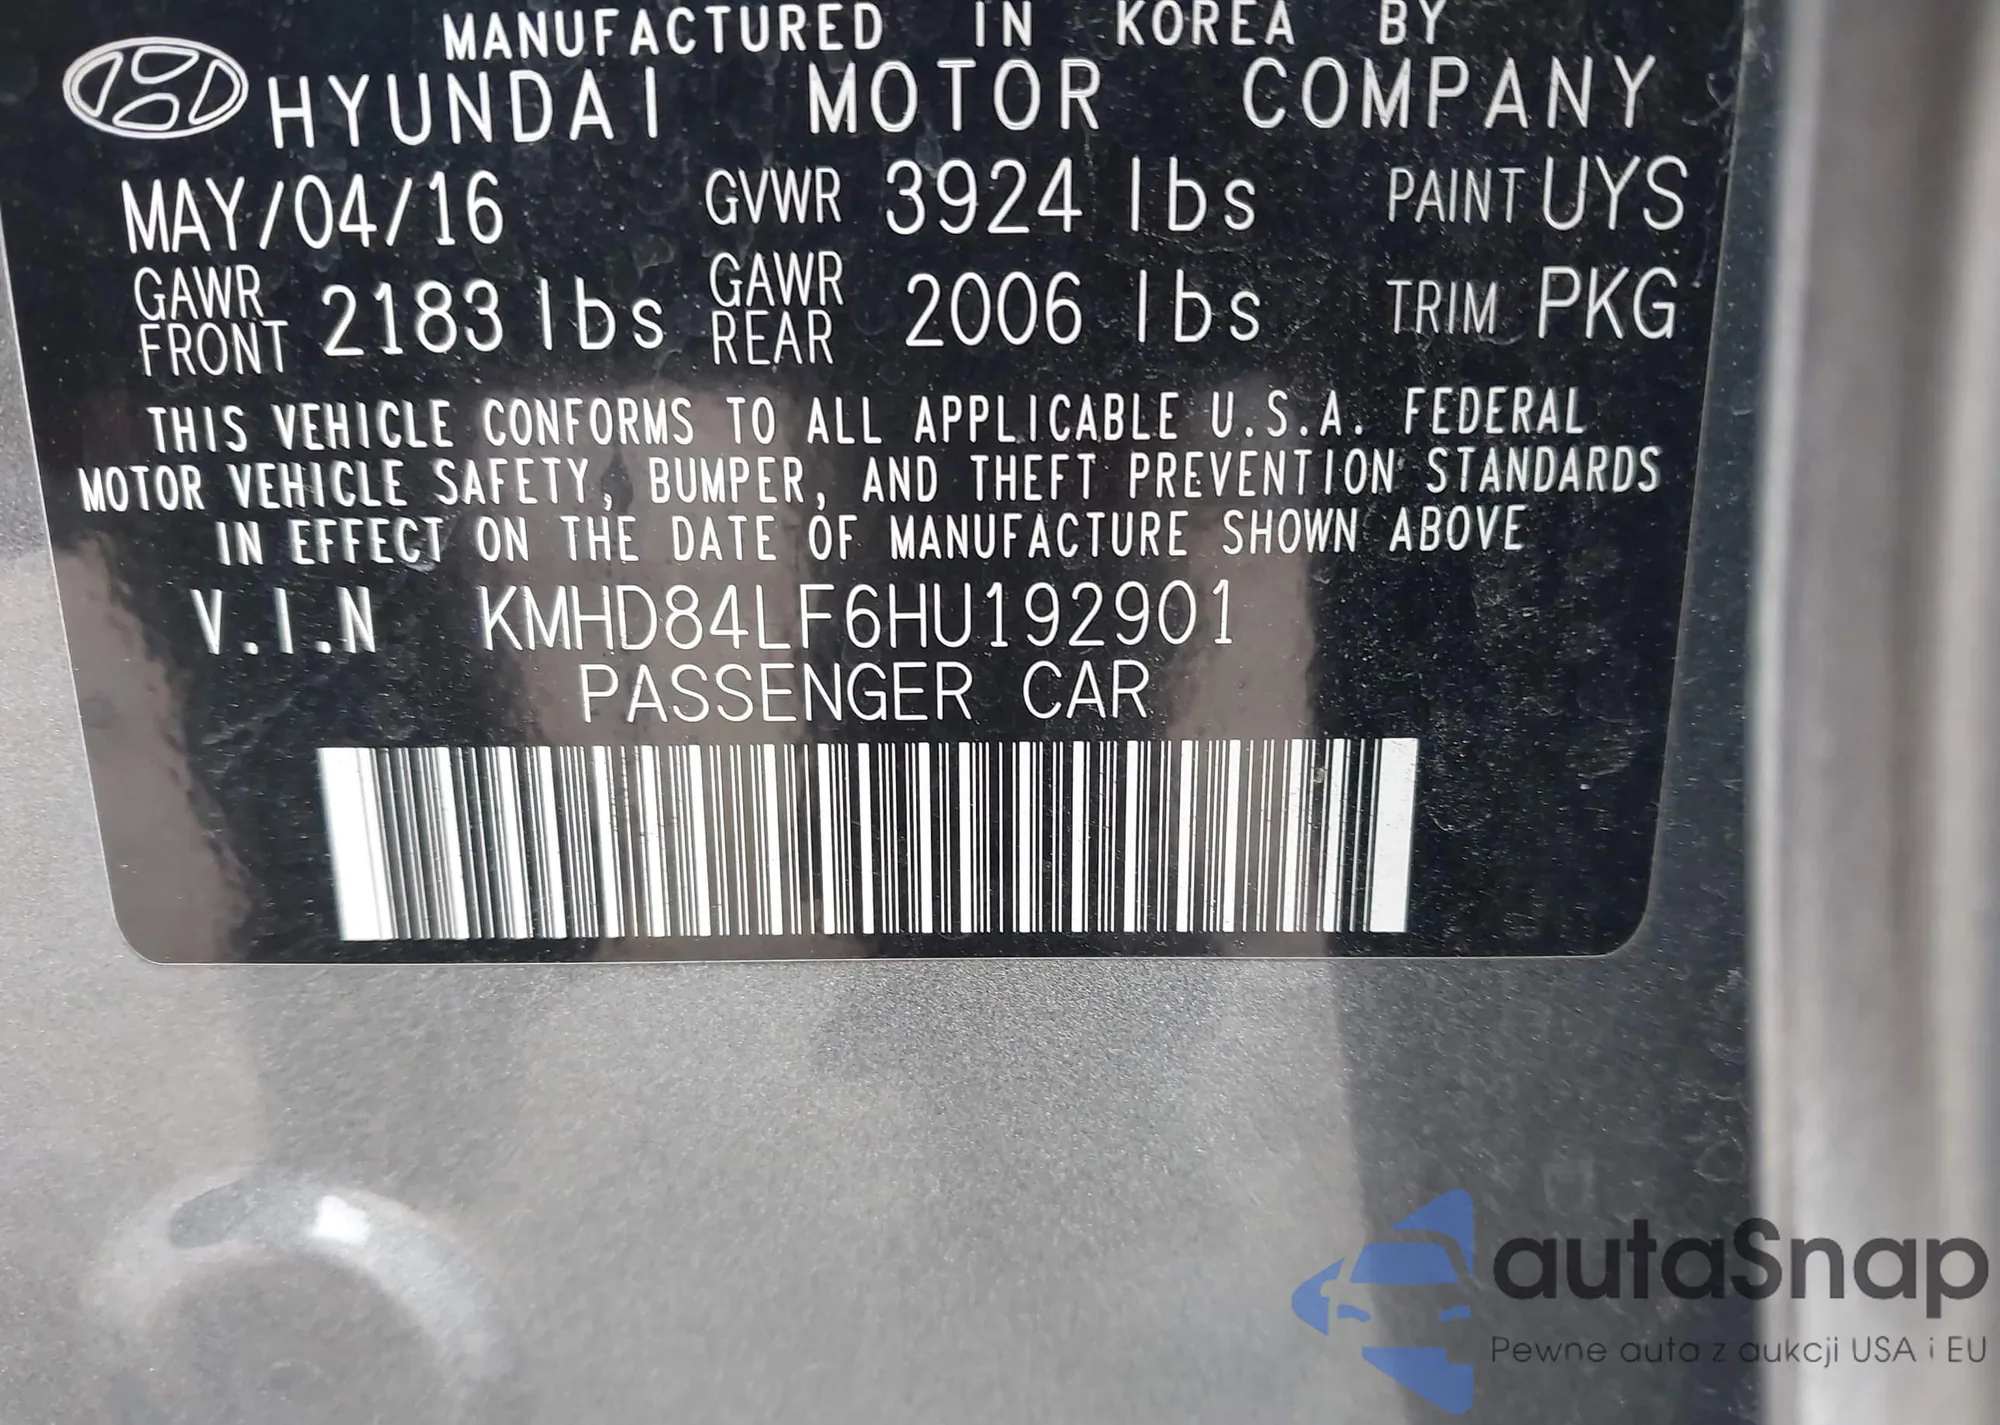 MANUFACTURED IN KOREA BY
HYUNDAI MOTOR COMPANY
MAY/04/16 GVWR 3924 lbs PAINT UYS
GAWR FRONT 2183 lbs GAWR REAR 2006 lbs TRIM PKG
THIS VEHICLE CONFORMS TO ALL APPLICABLE U.S.A. FEDERAL
MOTOR VEHICLE SAFETY, BUMPER, AND THEFT PREVENTION STANDARDS
IN EFFECT ON THE DATE OF MANUFACTURE SHOWN ABOVE
V.I.N KMHD84LF6HU192901
PASSENGER CAR
autaSnap
Pewne auta z aukcji USA i EU